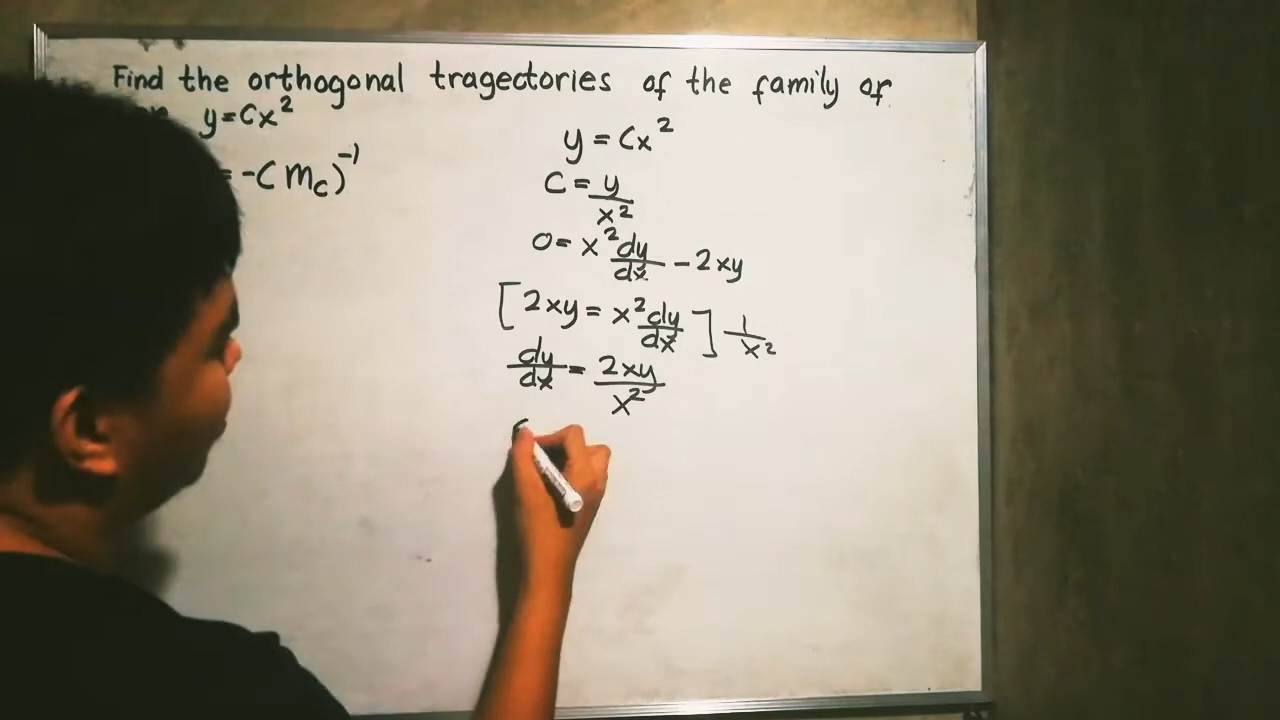 Find the orthogonal tragectories of the family of
y=Cx²
= -(mc)⁻¹
y = Cx²
C = y/x²
0 = x² dy/dx - 2xy
[2xy = x² dy/dx] 1/x²
dy/dx = 2xy/x²